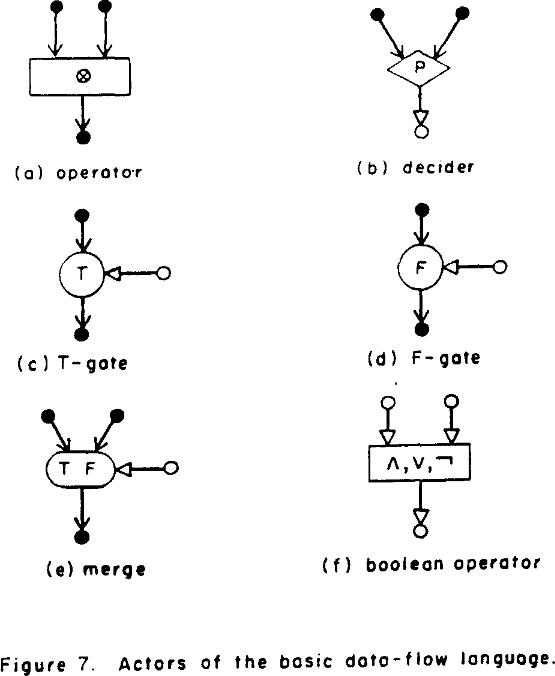 ⊗
P
(a) operator
(b) decider
T
F
(c) T-gate
(d) F-gate
T F
∧, ∨, ¬
(e) merge
(f) boolean operator
Figure 7. Actors of the basic data-flow language.